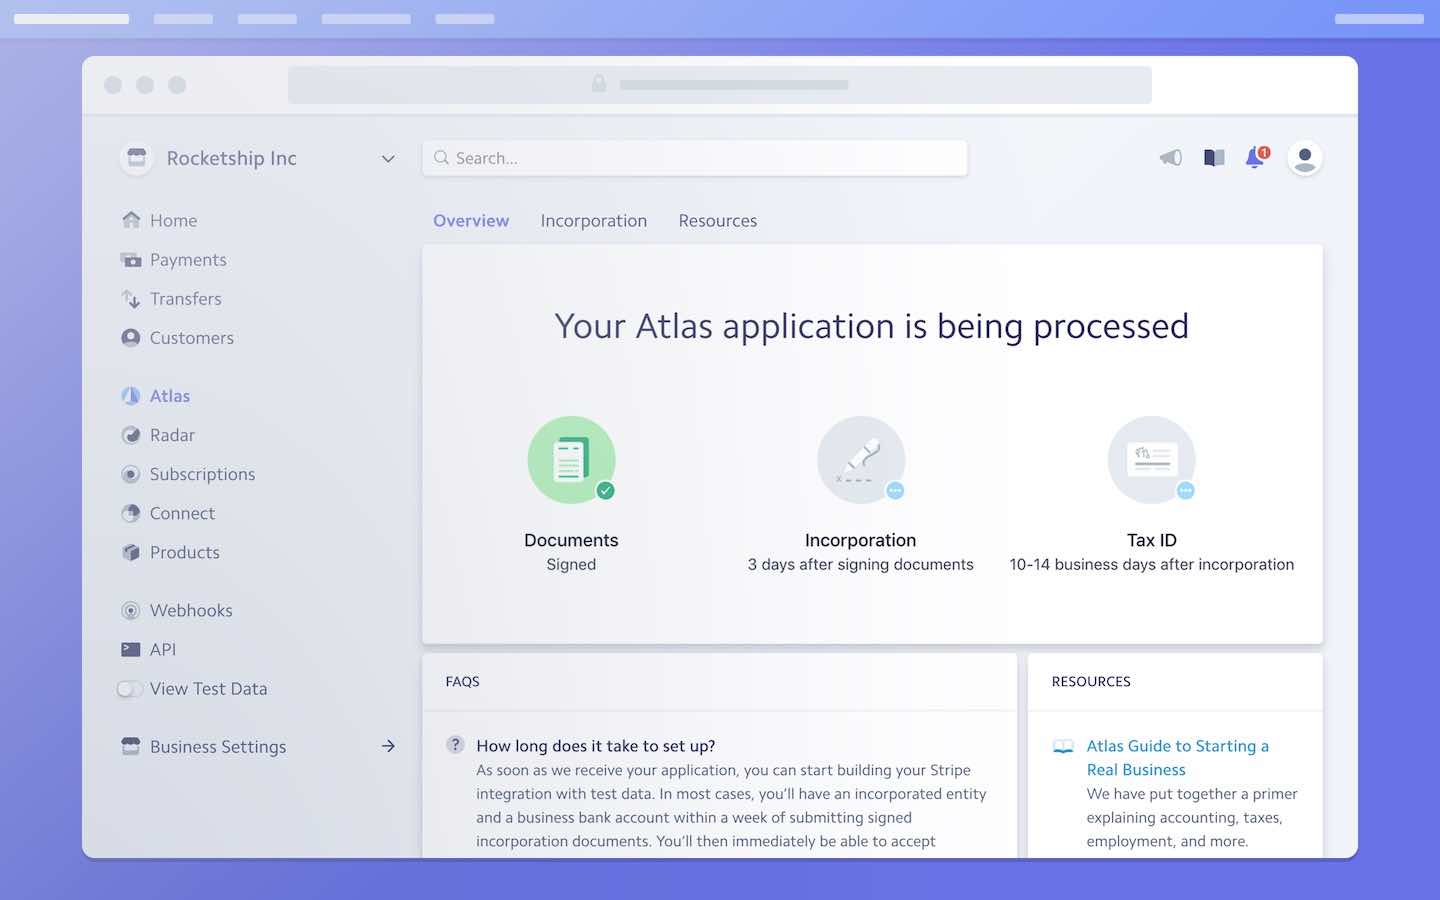 Rocketship Inc
Search...
1
Home
Payments
Transfers
Customers
Atlas
Radar
Subscriptions
Connect
Products
Webhooks
API
View Test Data
Business Settings
Overview
Incorporation
Resources
Your Atlas application is being processed
Documents
Signed
x
Incorporation
3 days after signing documents
Tax ID
10-14 business days after incorporation
FAQS
? How long does it take to set up?
As soon as we receive your application, you can start building your Stripe
integration with test data. In most cases, you’ll have an incorporated entity
and a business bank account within a week of submitting signed
incorporation documents. You’ll then immediately be able to accept
RESOURCES
Atlas Guide to Starting a
Real Business
We have put together a primer
explaining accounting, taxes,
employment, and more.